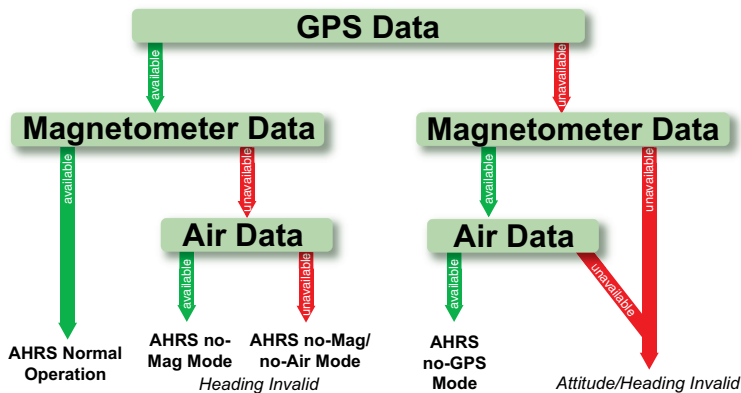 GPS Data
available
unavailable
Magnetometer Data
Magnetometer Data
available
unavailable
available
unavailable
Air Data
Air Data
available
unavailable
available
unavailable
AHRS Normal
Operation
AHRS no-
Mag Mode
AHRS no-Mag/
no-Air Mode
Heading Invalid
AHRS
no-GPS
Mode
Attitude/Heading Invalid